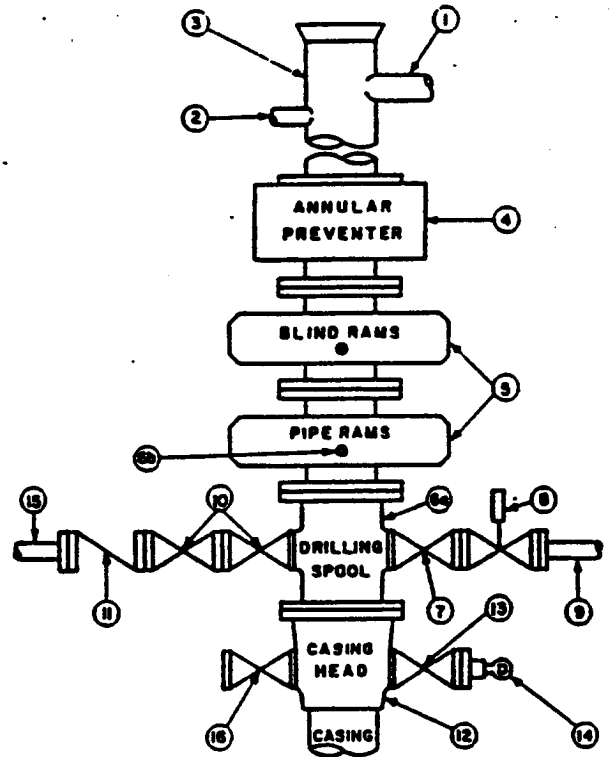 3
1
2
ANNULAR
PREVENTER
4
BLIND RAMS
5
PIPE RAMS
6b
6a
8
15
10
DRILLING
SPOOL
11
7
9
13
CASING
HEAD
16
12
14
CASING